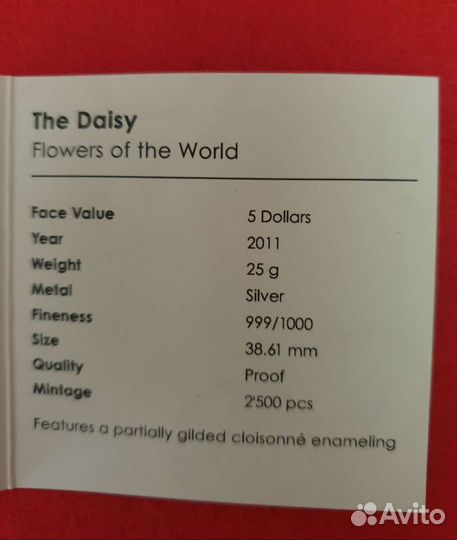 The Daisy
Flowers of the World
Face Value 5 Dollars
Year 2011
Weight 25 g
Metal Silver
Fineness 999/1000
Size 38.61 mm
Quality Proof
Mintage 2'500 pcs
Features a partially gilded cloisonné enameling
Avito